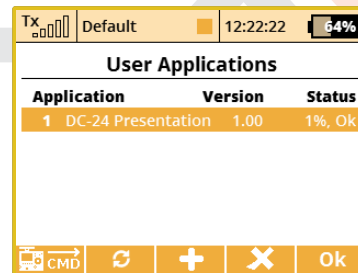 Tx Default 12:22:22 64%
User Applications
Application Version Status
1 DC-24 Presentation 1.00 1%, Ok
CMD Ok